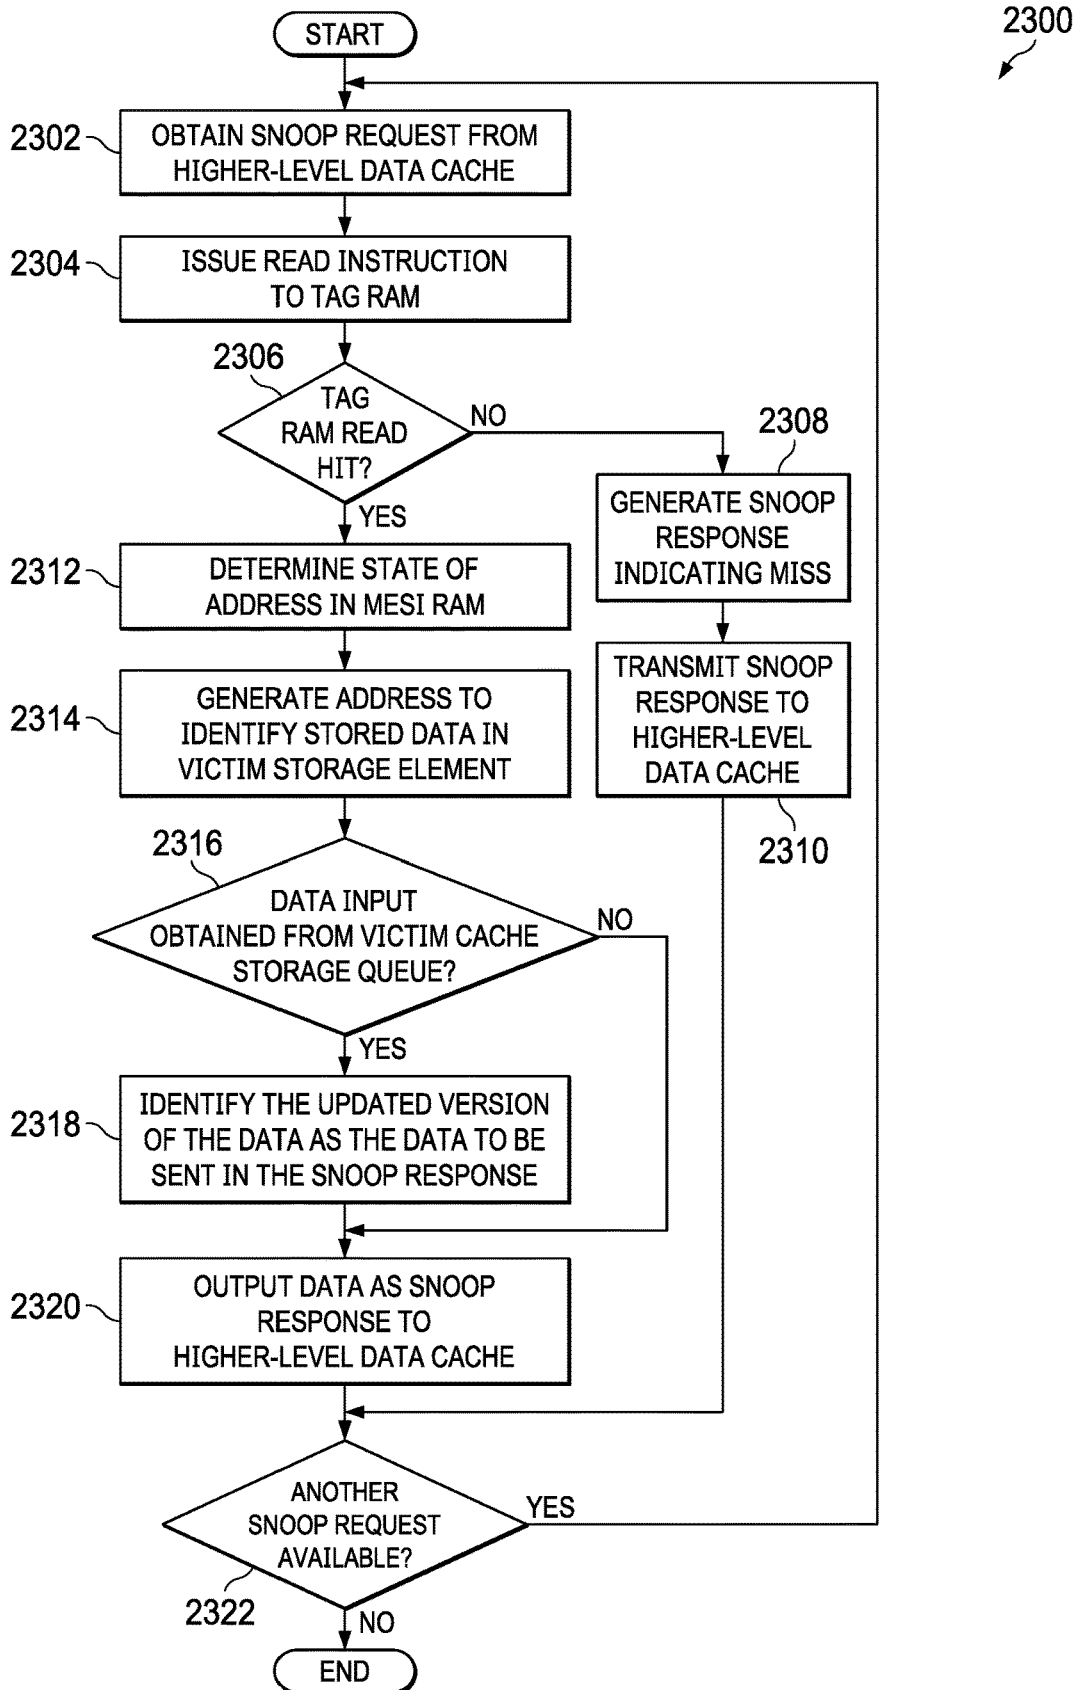 2300
START
2302
OBTAIN SNOOP REQUEST FROM
HIGHER-LEVEL DATA CACHE
2304
ISSUE READ INSTRUCTION
TO TAG RAM
2306
TAG
RAM READ
HIT?
NO
YES
2308
GENERATE SNOOP
RESPONSE
INDICATING MISS
2312
DETERMINE STATE OF
ADDRESS IN MESI RAM
TRANSMIT SNOOP
RESPONSE TO
HIGHER-LEVEL
DATA CACHE
2310
2314
GENERATE ADDRESS TO
IDENTIFY STORED DATA IN
VICTIM STORAGE ELEMENT
2316
DATA INPUT
OBTAINED FROM VICTIM CACHE
STORAGE QUEUE?
NO
YES
2318
IDENTIFY THE UPDATED VERSION
OF THE DATA AS THE DATA TO BE
SENT IN THE SNOOP RESPONSE
2320
OUTPUT DATA AS SNOOP
RESPONSE TO
HIGHER-LEVEL DATA CACHE
ANOTHER
SNOOP REQUEST
AVAILABLE?
YES
2322
NO
END